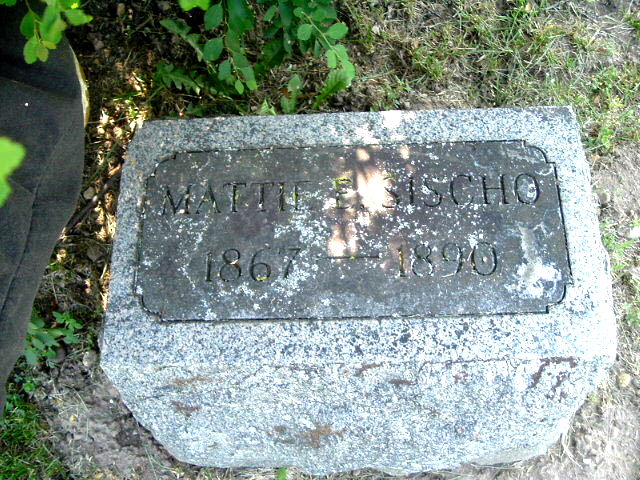 MATTIE E. SISCHO
1867 — 1890